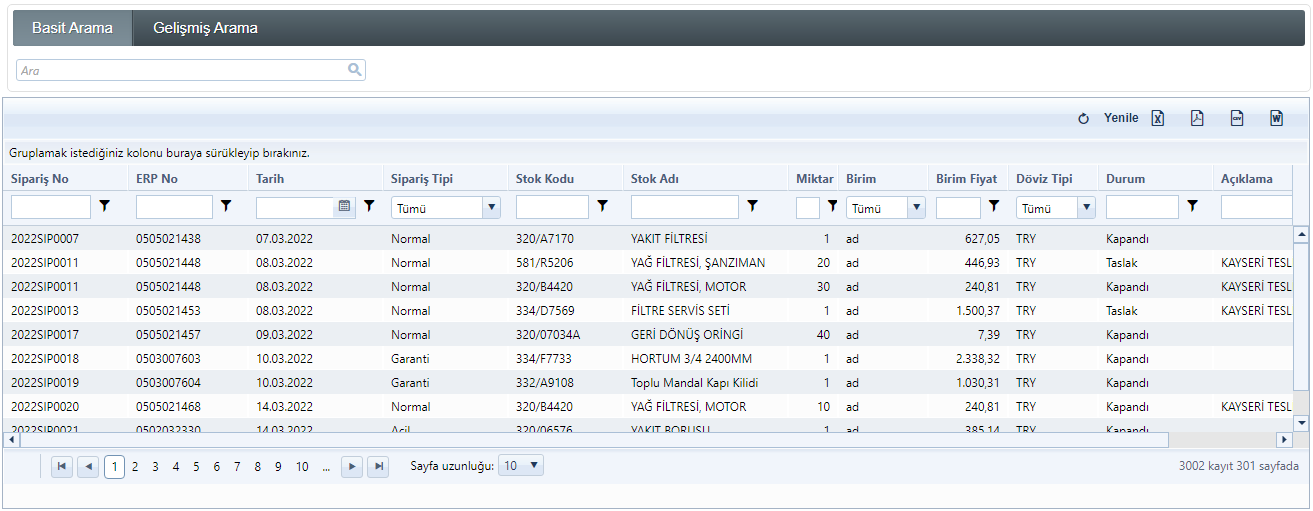 Basit Arama Gelişmiş Arama
Ara
Yenile
Gruplamak istediğiniz kolonu buraya sürükleyip bırakınız.
Sipariş No ERP No Tarih Sipariş Tipi Stok Kodu Stok Adı Miktar Birim Birim Fiyat Döviz Tipi Durum Açıklama
Tümü Tümü Tümü
2022SIP0007 0505021438 07.03.2022 Normal 320/A7170 YAKIT FİLTRESİ 1 ad 627,05 TRY Kapandı
2022SIP0011 0505021448 08.03.2022 Normal 581/R5206 YAĞ FİLTRESİ, ŞANZIMAN 20 ad 446,93 TRY Taslak KAYSERİ TESL
2022SIP0011 0505021448 08.03.2022 Normal 320/B4420 YAĞ FİLTRESİ, MOTOR 30 ad 240,81 TRY Kapandı KAYSERİ TESL
2022SIP0013 0505021453 08.03.2022 Normal 334/D7569 FİLTRE SERVİS SETİ 1 ad 1.500,37 TRY Taslak KAYSERİ TESL
2022SIP0017 0505021457 09.03.2022 Normal 320/07034A GERİ DÖNÜŞ ORİNGİ 40 ad 7,39 TRY Kapandı
2022SIP0018 0503007603 10.03.2022 Garanti 334/F7733 HORTUM 3/4 2400MM 1 ad 2.338,32 TRY Kapandı
2022SIP0019 0503007604 10.03.2022 Garanti 332/A9108 Toplu Mandal Kapı Kilidi 1 ad 1.030,31 TRY Kapandı
2022SIP0020 0505021468 14.03.2022 Normal 320/B4420 YAĞ FİLTRESİ, MOTOR 10 ad 240,81 TRY Kapandı KAYSERİ TESL
2022SIP0021 0502032330 14.03.2022 Acil 320/06576 YAKIT BORUSU 1 ad 385,14 TRY Kapandı
1 2 3 4 5 6 7 8 9 10 ... Sayfa uzunluğu: 10 3002 kayıt 301 sayfada